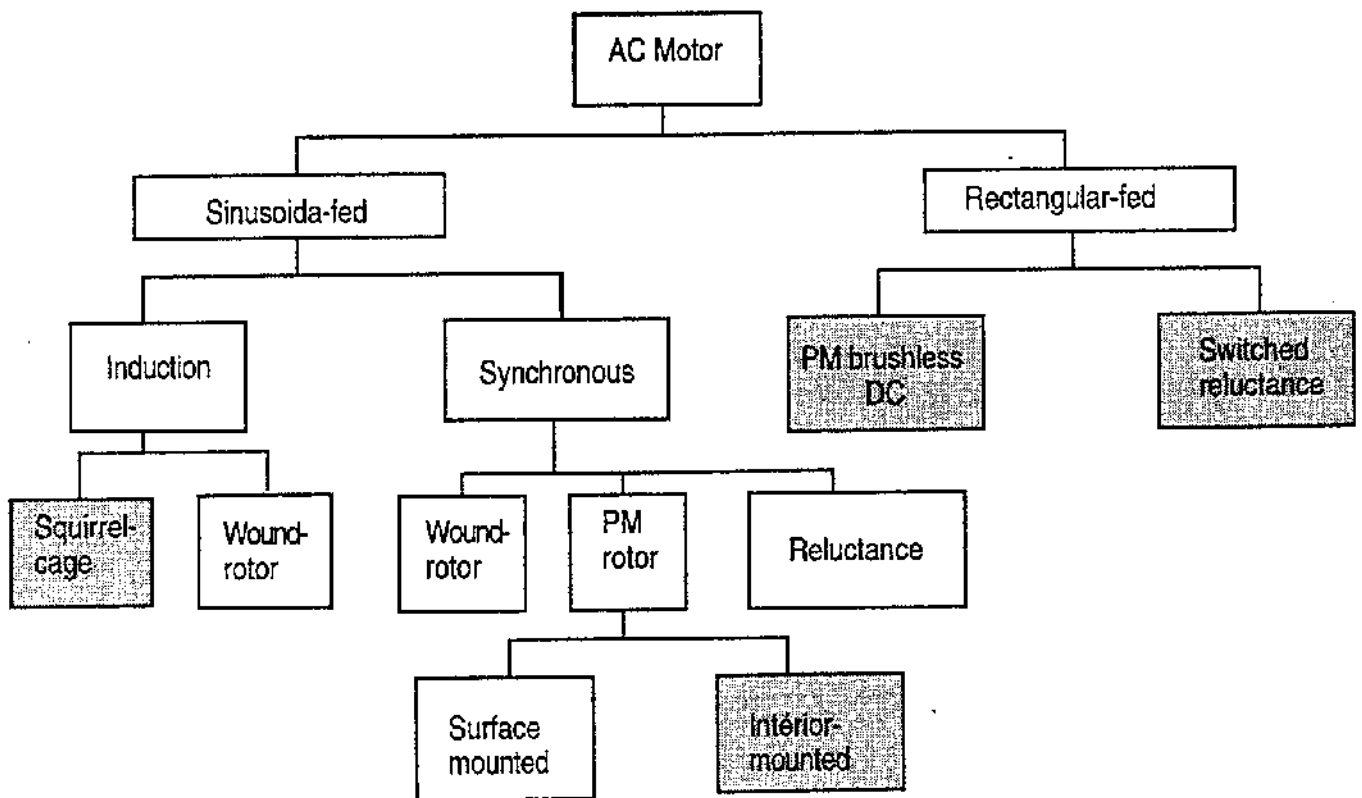 AC Motor
Sinusoida-fed
Rectangular-fed
Induction
Synchronous
PM brushless
DC
Switched
reluctance
Squirrel-
cage
Wound-
rotor
Wound-
rotor
PM
rotor
Reluctance
Surface
mounted
Intérior-
mounted